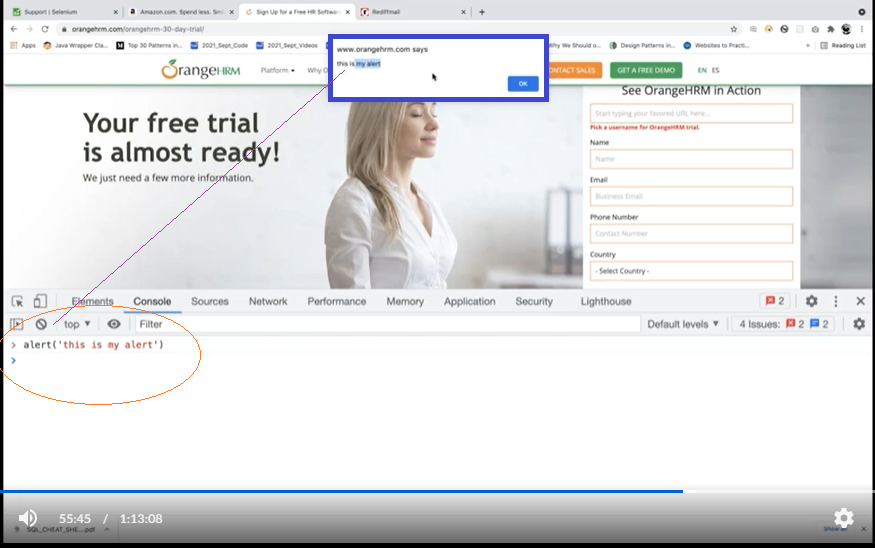 Support | Selenium
Amazon.com. Spend less. Smi
Sign Up for a Free HR Software
Rediffmail
orangehrm.com/orangehrm-30-day-trial/
Apps
Java Wrapper Cla...
Top 30 Patterns in...
2021_Sept_Code
2021_Sept_Videos
Why We Should o...
Design Patterns in...
Websites to Practi...
Reading List
www.orangehrm.com says
this is my alert
OK
OrangeHRM
Platform
Why O
CONTACT SALES
GET A FREE DEMO
EN ES
Your free trial
is almost ready!
We just need a few more information.
See OrangeHRM in Action
Start typing your favored URL here...
Pick a username for OrangeHRM trial.
Name
Name
Email
Business Email
Phone Number
Contact Number
Country
- Select Country -
Elements Console Sources Network Performance Memory Application Security Lighthouse 2
top Filter Default levels 4 Issues: 2 2
> alert('this is my alert')
>
55:45 / 1:13:08
SQL_CHEAT_SHE....pdf
Show All